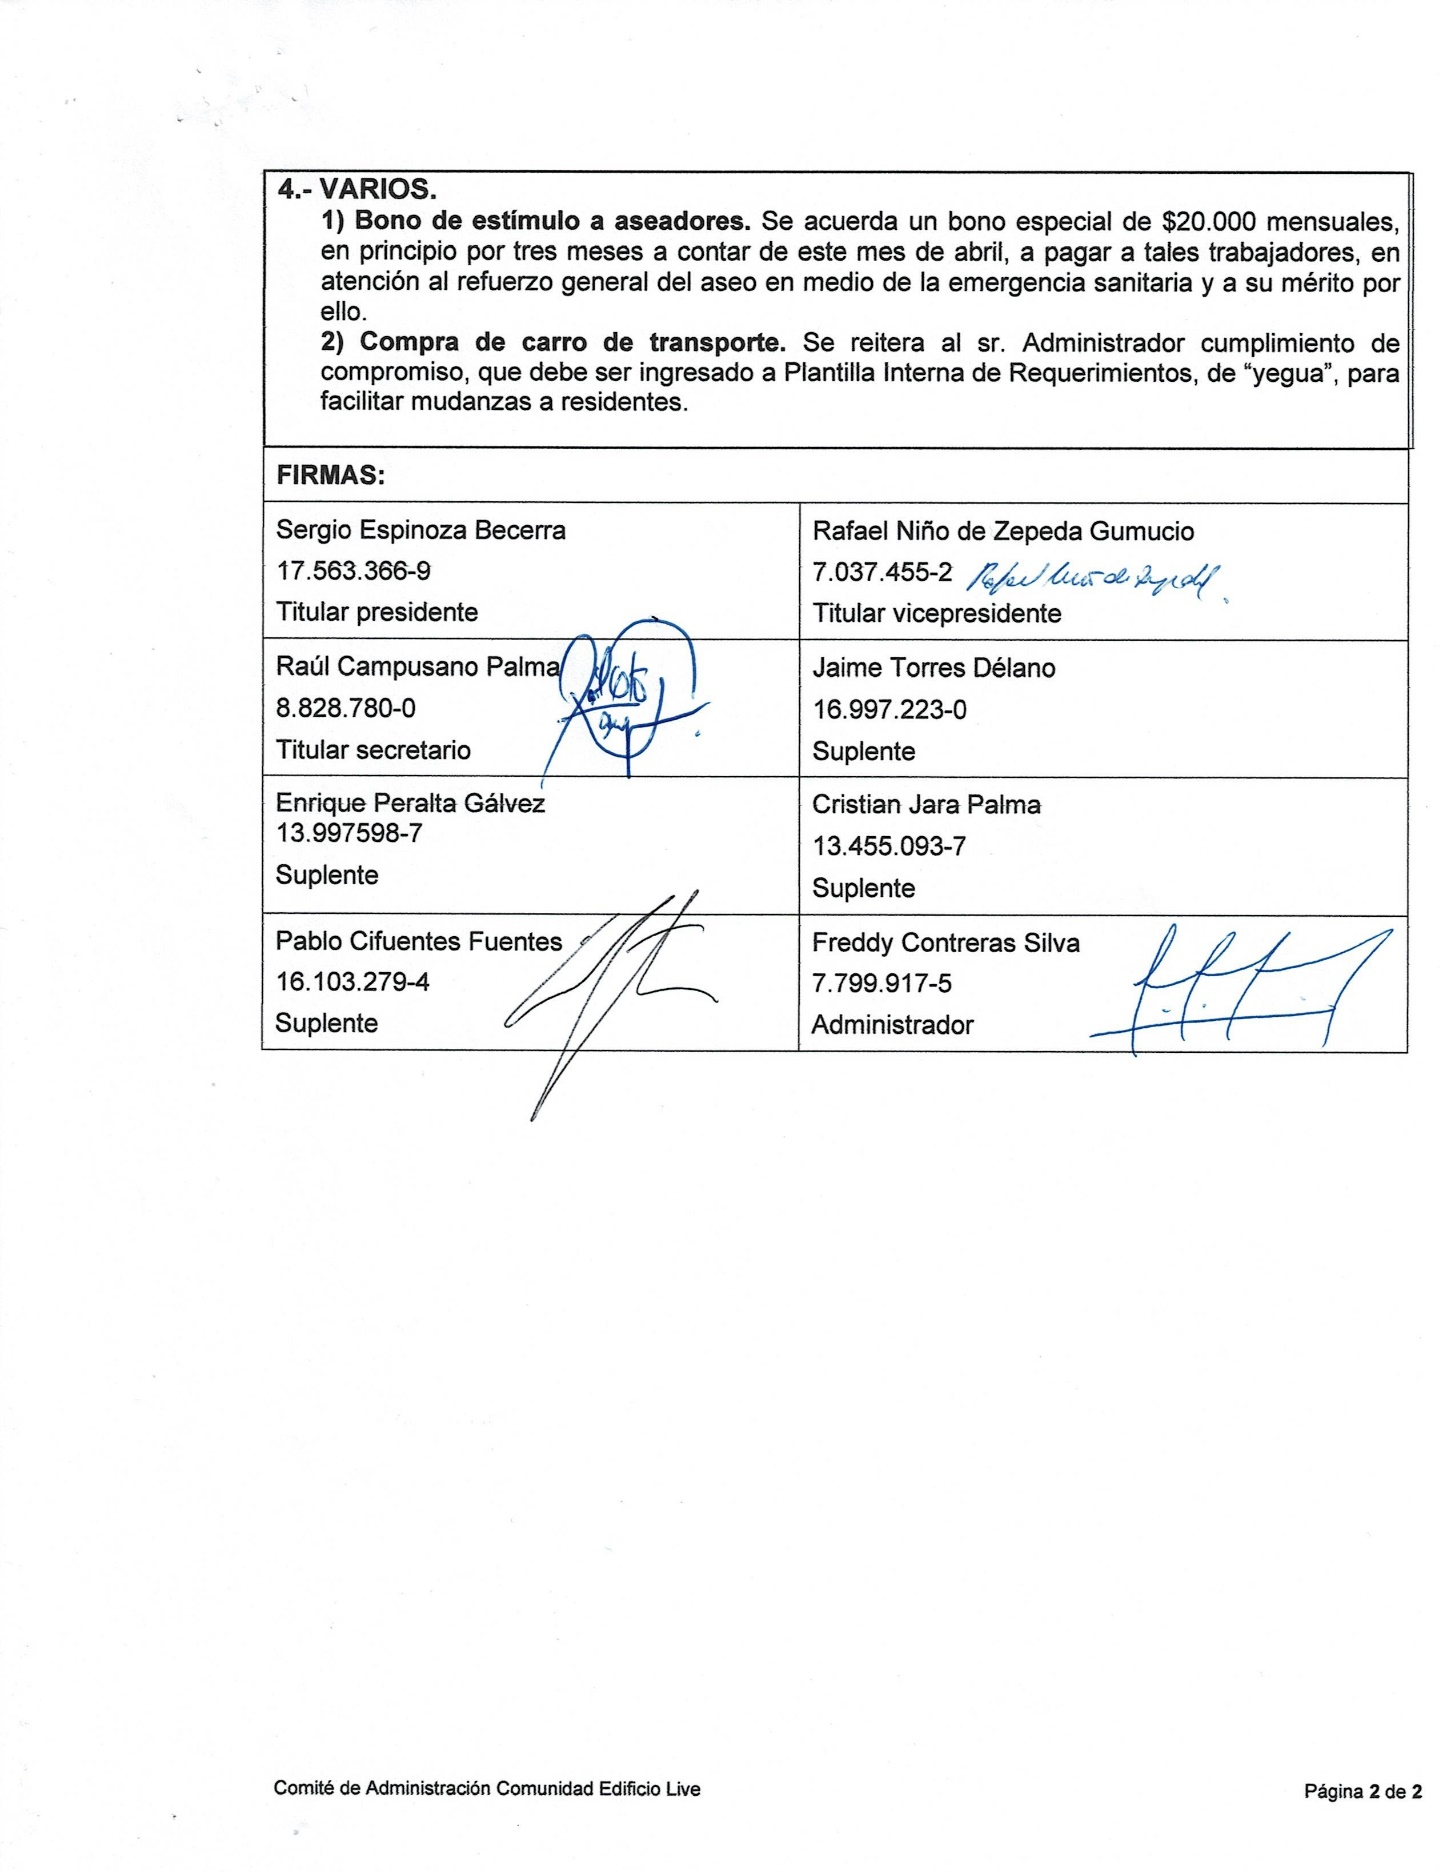 4.- VARIOS.
1) Bono de estímulo a aseadores. Se acuerda un bono especial de $20.000 mensuales,
en principio por tres meses a contar de este mes de abril, a pagar a tales trabajadores, en
atención al refuerzo general del aseo en medio de la emergencia sanitaria y a su mérito por
ello.
2) Compra de carro de transporte. Se reitera al sr. Administrador cumplimiento de
compromiso, que debe ser ingresado a Plantilla Interna de Requerimientos, de “yegua”, para
facilitar mudanzas a residentes.
FIRMAS:
Sergio Espinoza Becerra
17.563.366-9
Titular presidente
Rafael Niño de Zepeda Gumucio
7.037.455-2 Rafael Niño de Zepeda
Titular vicepresidente
Raúl Campusano Palma
8.828.780-0
Titular secretario
Jaime Torres Délano
16.997.223-0
Suplente
Enrique Peralta Gálvez
13.997598-7
Suplente
Cristian Jara Palma
13.455.093-7
Suplente
Pablo Cifuentes Fuentes
16.103.279-4
Suplente
Freddy Contreras Silva
7.799.917-5
Administrador
Comité de Administración Comunidad Edificio Live
Página 2 de 2